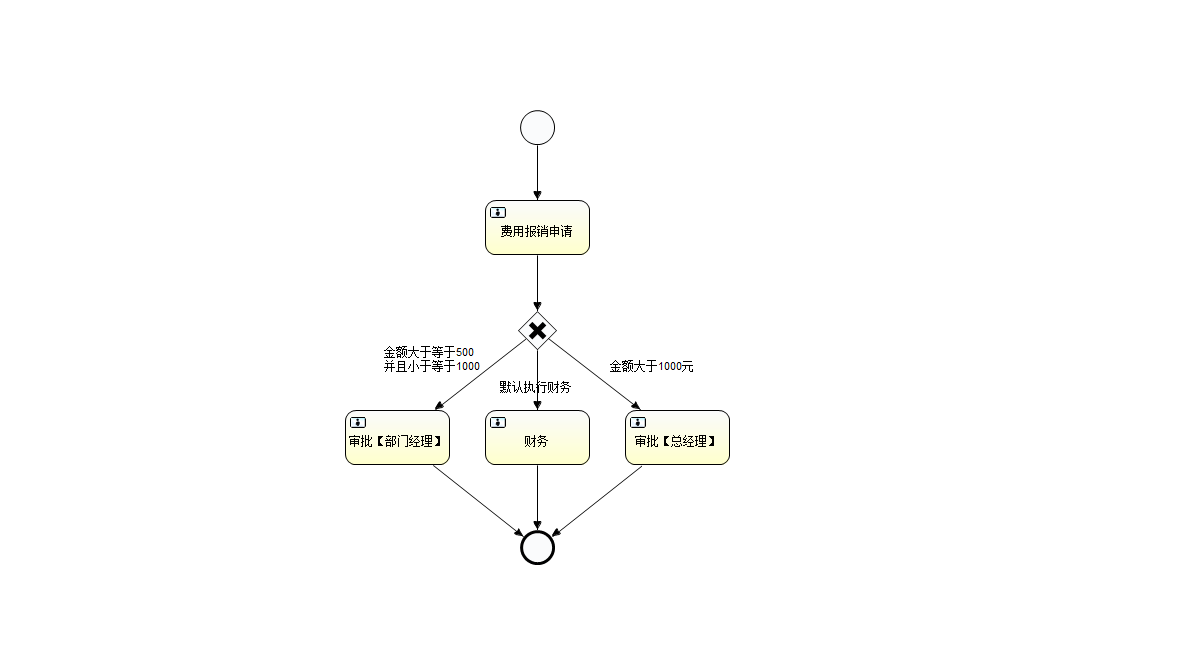 费用报销申请
金额大于等于500
并且小于等于1000
默认执行财务
金额大于1000元
审批【部门经理】
财务
审批【总经理】